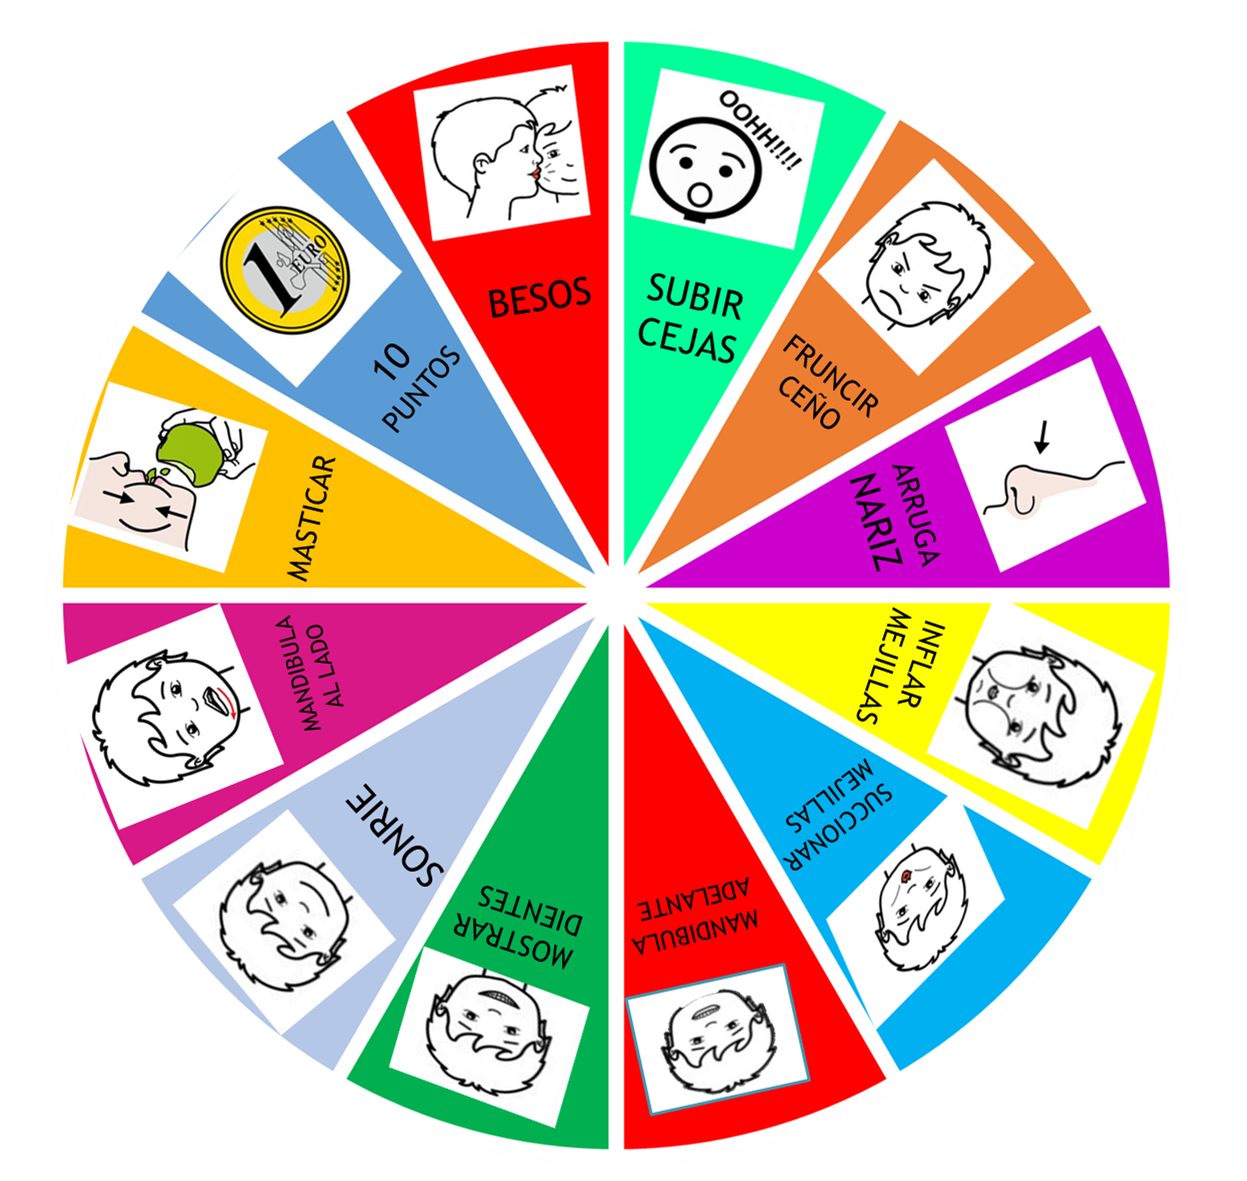 OOHH!!!!
SUBIR
CEJAS
FRUNCIR
CEÑO
ARRUGA
NARIZ
INFLAR
MEJILLAS
SUCCIONAR
MEJILLAS
MANDIBULA
ADELANTE
MOSTRAR
DIENTES
SONRIE
MANDIBULA
AL LADO
MASTICAR
1
EURO
10
PUNTOS
BESOS